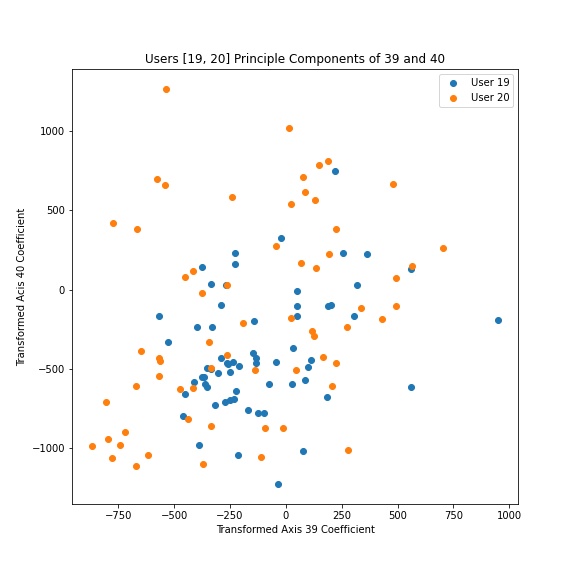 Users [19, 20] Principle Components of 39 and 40
User 19
User 20
1000
500
0
−500
−1000
Transformed Acis 40 Coefficient
−750
−500
−250
0
250
500
750
1000
Transformed Axis 39 Coefficient